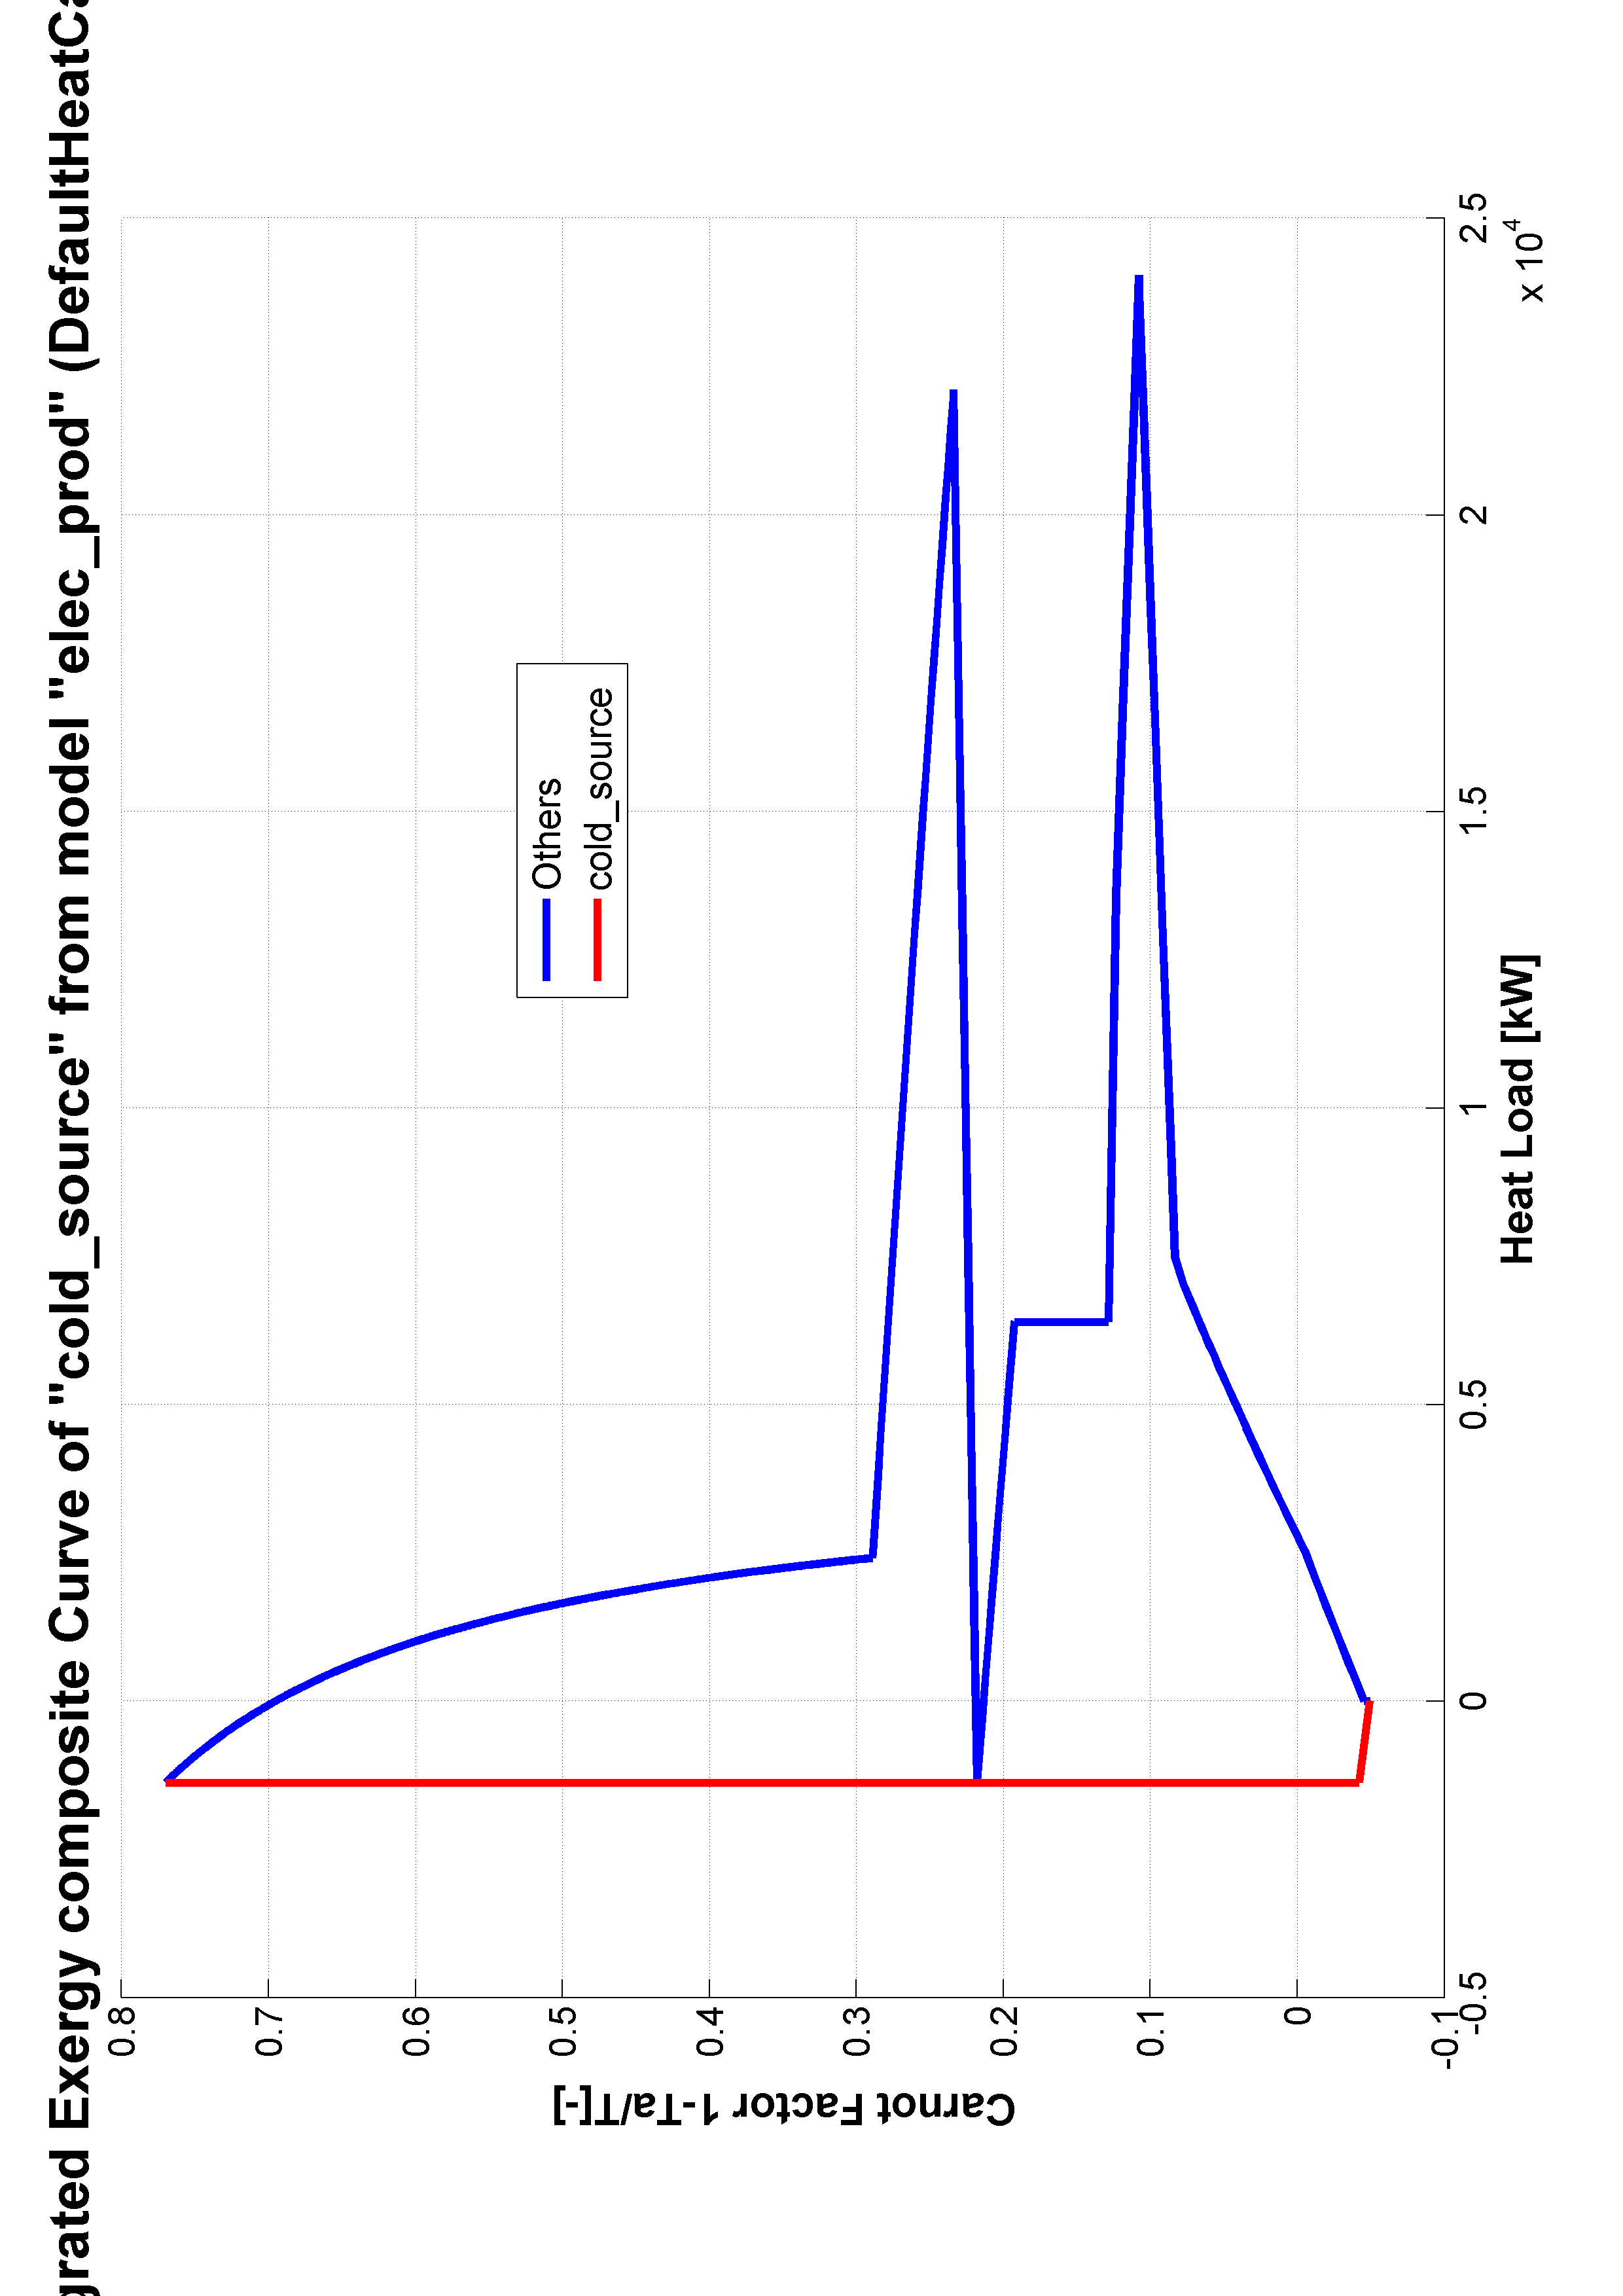 grated Exergy composite Curve of "cold_source" from model "elec_prod" (DefaultHeatCa
0.8
0.7
0.6
0.5
0.4
0.3
0.2
0.1
0
-0.1
Carnot Factor 1-Ta/T[-]
Others
cold_source
-0.5
0
0.5
1
1.5
2
2.5
x 10^4
Heat Load [kW]